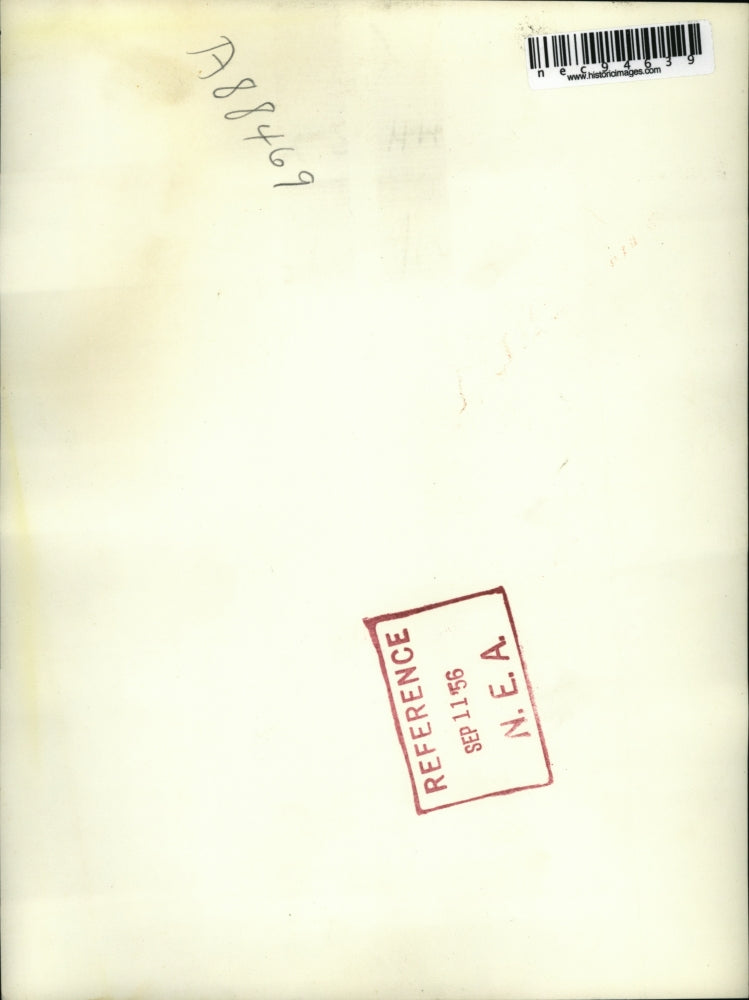 nec94639
www.historicimages.com
A88469
REFERENCE
SEP 11 '56
N. E. A.